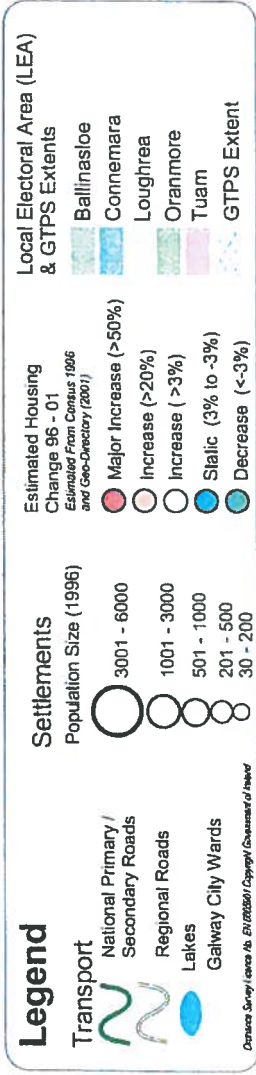 Legend
Transport
National Primary /
Secondary Roads
Regional Roads
Lakes
Galway City Wards
Ordnance Survey Licence No. EN 0005601 Copyright Government of Ireland
Settlements
Population Size (1996)
3001 - 6000
1001 - 3000
501 - 1000
201 - 500
30 - 200
Estimated Housing
Change 96 - 01
Estimated From Census 1996
and Geo-Directory (2001)
Major Increase (>50%)
Increase (>20%)
Increase ( >3%)
Static (3% to -3%)
Decrease (<-3%)
Local Electoral Area (LEA)
& GTPS Extents
Ballinasloe
Connemara
Loughrea
Oranmore
Tuam
GTPS Extent